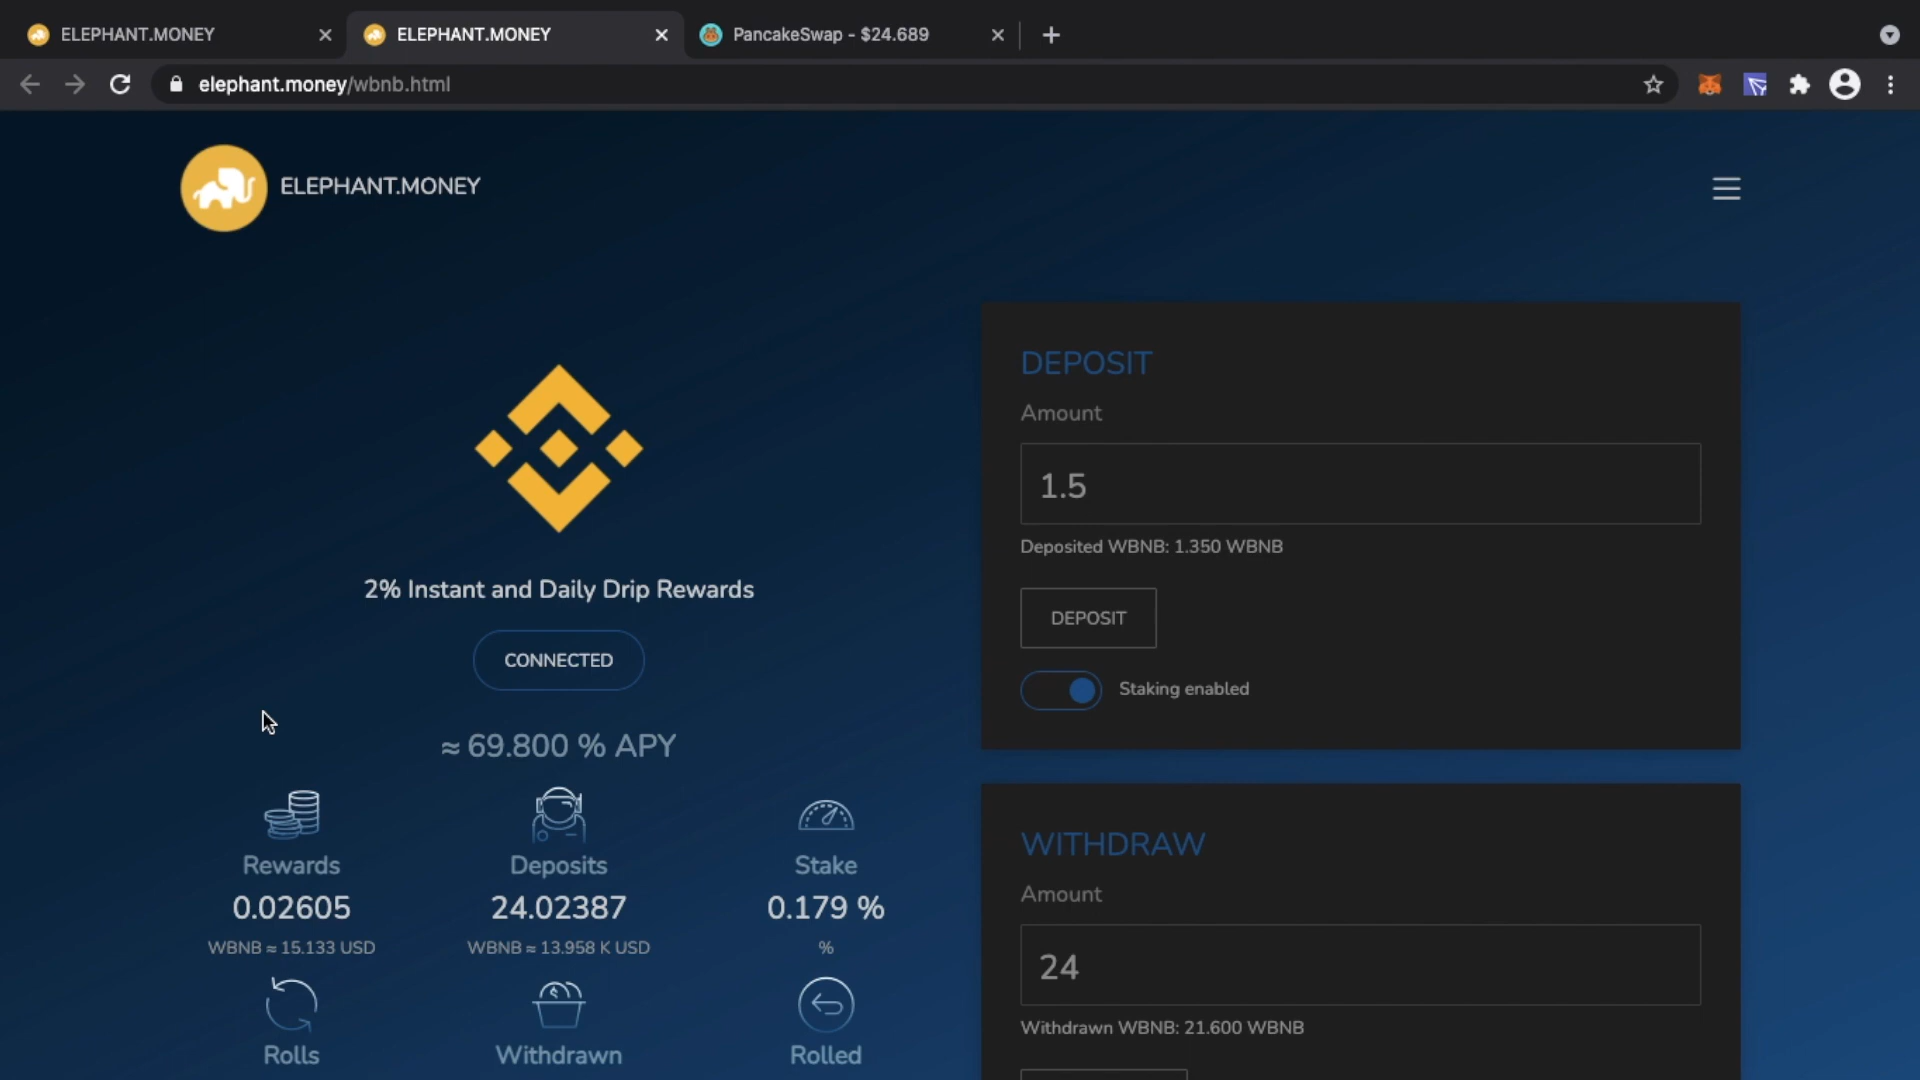 ELEPHANT.MONEY
ELEPHANT.MONEY
PancakeSwap - $24.689
elephant.money/wbnb.html
ELEPHANT.MONEY
2% Instant and Daily Drip Rewards
CONNECTED
≈ 69.800 % APY
Rewards
0.02605
WBNB ≈ 15.133 USD
Deposits
24.02387
WBNB ≈ 13.958 K USD
Stake
0.179 %
%
Rolls
Withdrawn
Rolled
DEPOSIT
Amount
1.5
Deposited WBNB: 1.350 WBNB
DEPOSIT
Staking enabled
WITHDRAW
Amount
24
Withdrawn WBNB: 21.600 WBNB